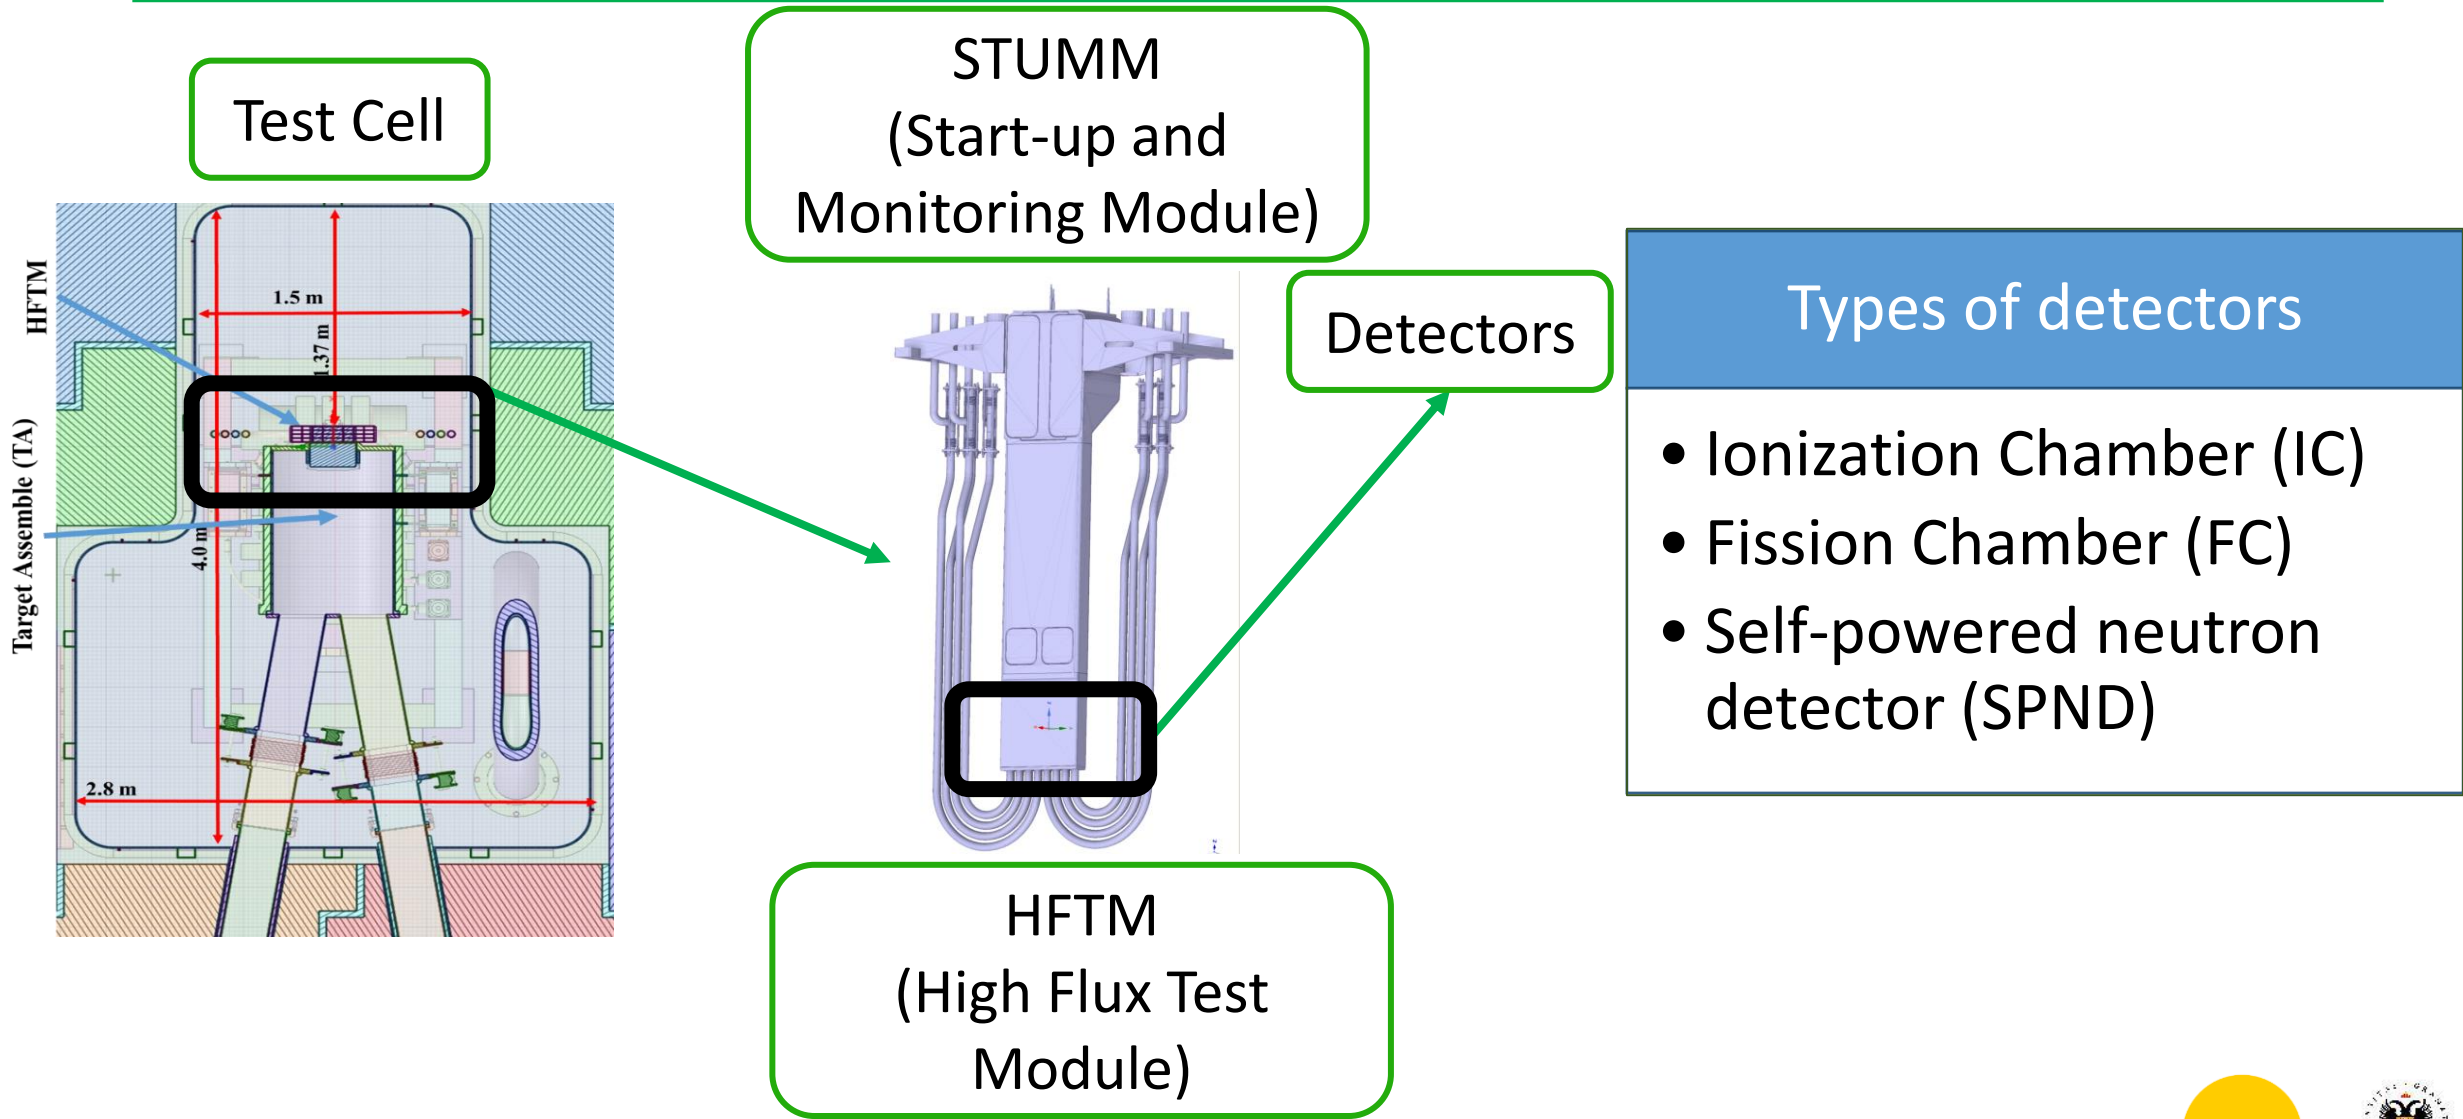 Test Cell
HFTM
Target Assemble (TA)
1.5 m
1.37 m
4.0 m
2.8 m
STUMM
(Start-up and
Monitoring Module)
HFTM
(High Flux Test
Module)
Detectors
Types of detectors
• Ionization Chamber (IC)
• Fission Chamber (FC)
• Self-powered neutron
detector (SPND)